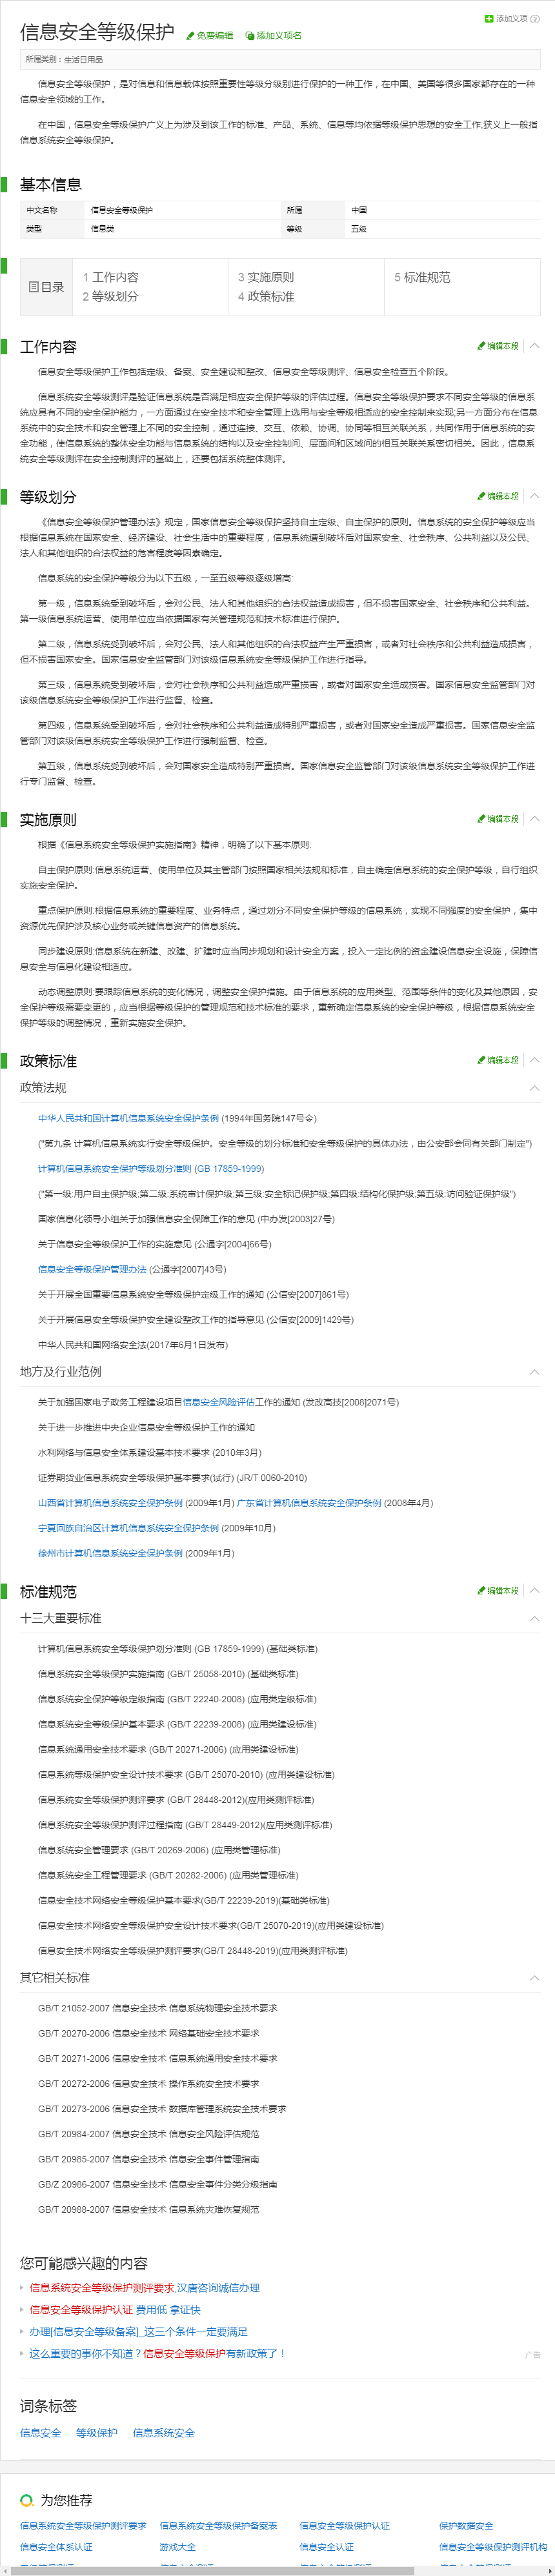 添加义项 ?
信息安全等级保护 免费编辑 添加义项名
所属类别：生活日用品
信息安全等级保护，是对信息和信息载体按照重要性等级分级别进行保护的一种工作，在中国、美国等很多国家都存在的一种
信息安全领域的工作。
在中国，信息安全等级保护广义上为涉及到该工作的标准、产品、系统、信息等均依据等级保护思想的安全工作;狭义上一般指
信息系统安全等级保护。
基本信息
中文名称 信息安全等级保护 所属 中国
类型 信息类 等级 五级
目录
1 工作内容
2 等级划分
3 实施原则
4 政策标准
5 标准规范
工作内容 编辑本段
信息安全等级保护工作包括定级、备案、安全建设和整改、信息安全等级测评、信息安全检查五个阶段。
信息系统安全等级测评是验证信息系统是否满足相应安全保护等级的评估过程。信息安全等级保护要求不同安全等级的信息系
统应具有不同的安全保护能力，一方面通过在安全技术和安全管理上选用与安全等级相适应的安全控制来实现;另一方面分布在信息系
统中的安全技术和安全管理上不同的安全控制，通过连接、交互、依赖、协调、协同等相互关联关系，共同作用于信息系统的安
全功能，使信息系统的整体安全功能与信息系统的结构以及安全控制间、层面间和区域间的相互关联关系密切相关。因此，信息系
统安全等级测评在安全控制测评的基础上，还要包括系统整体测评。
等级划分 编辑本段
《信息安全等级保护管理办法》规定，国家信息安全等级保护坚持自主定级、自主保护的原则。信息系统的安全保护等级应当
根据信息系统在国家安全、经济建设、社会生活中的重要程度，信息系统遭到破坏后对国家安全、社会秩序、公共利益以及公民、
法人和其他组织的合法权益的危害程度等因素确定。
信息系统的安全保护等级分为以下五级，一至五级等级逐级增高:
第一级，信息系统受到破坏后，会对公民、法人和其他组织的合法权益造成损害，但不损害国家安全、社会秩序和公共利益。
第一级信息系统运营、使用单位应当依据国家有关管理规范和技术标准进行保护。
第二级，信息系统受到破坏后，会对公民、法人和其他组织的合法权益产生严重损害，或者对社会秩序和公共利益造成损害，
但不损害国家安全。国家信息安全监管部门对该级信息系统安全等级保护工作进行指导。
第三级，信息系统受到破坏后，会对社会秩序和公共利益造成严重损害，或者对国家安全造成损害。国家信息安全监管部门对
该级信息系统安全等级保护工作进行监督、检查。
第四级，信息系统受到破坏后，会对社会秩序和公共利益造成特别严重损害，或者对国家安全造成严重损害。国家信息安全监
管部门对该级信息系统安全等级保护工作进行强制监督、检查。
第五级，信息系统受到破坏后，会对国家安全造成特别严重损害。国家信息安全监管部门对该级信息系统安全等级保护工作进
行专门监督、检查。
实施原则 编辑本段
根据《信息系统安全等级保护实施指南》精神，明确了以下基本原则:
自主保护原则:信息系统运营、使用单位及其主管部门按照国家相关法规和标准，自主确定信息系统的安全保护等级，自行组织
实施安全保护。
重点保护原则:根据信息系统的重要程度、业务特点，通过划分不同安全保护等级的信息系统，实现不同强度的安全保护，集中
资源优先保护涉及核心业务或关键信息资产的信息系统。
同步建设原则:信息系统在新建、改建、扩建时应当同步规划和设计安全方案，投入一定比例的资金建设信息安全设施，保障信
息安全与信息化建设相适应。
动态调整原则:要跟踪信息系统的变化情况，调整安全保护措施。由于信息系统的应用类型、范围等条件的变化及其他原因，安
全保护等级需要变更的，应当根据等级保护的管理规范和技术标准的要求，重新确定信息系统的安全保护等级，根据信息系统安全
保护等级的调整情况，重新实施安全保护。
政策标准 编辑本段
政策法规
中华人民共和国计算机信息系统安全保护条例 (1994年国务院147号令)
("第九条 计算机信息系统实行安全等级保护。安全等级的划分标准和安全等级保护的具体办法，由公安部会同有关部门制定")
计算机信息系统安全保护等级划分准则 (GB 17859-1999)
("第一级:用户自主保护级;第二级:系统审计保护级;第三级:安全标记保护级;第四级:结构化保护级;第五级:访问验证保护级")
国家信息化领导小组关于加强信息安全保障工作的意见 (中办发[2003]27号)
关于信息安全等级保护工作的实施意见 (公通字[2004]66号)
信息安全等级保护管理办法 (公通字[2007]43号)
关于开展全国重要信息系统安全等级保护定级工作的通知 (公信安[2007]861号)
关于开展信息安全等级保护安全建设整改工作的指导意见 (公信安[2009]1429号)
中华人民共和国网络安全法(2017年6月1日发布)
地方及行业范例
关于加强国家电子政务工程建设项目信息安全风险评估工作的通知 (发改高技[2008]2071号)
关于进一步推进中央企业信息安全等级保护工作的通知
水利网络与信息安全体系建设基本技术要求 (2010年3月)
证券期货业信息系统安全等级保护基本要求(试行) (JR/T 0060-2010)
山西省计算机信息系统安全保护条例 (2009年1月) 广东省计算机信息系统安全保护条例 (2008年4月)
宁夏回族自治区计算机信息系统安全保护条例 (2009年10月)
徐州市计算机信息系统安全保护条例 (2009年1月)
标准规范 编辑本段
十三大重要标准
计算机信息系统安全等级保护划分准则 (GB 17859-1999) (基础类标准)
信息系统安全等级保护实施指南 (GB/T 25058-2010) (基础类标准)
信息系统安全保护等级定级指南 (GB/T 22240-2008) (应用类定级标准)
信息系统安全等级保护基本要求 (GB/T 22239-2008) (应用类建设标准)
信息系统通用安全技术要求 (GB/T 20271-2006) (应用类建设标准)
信息系统等级保护安全设计技术要求 (GB/T 25070-2010) (应用类建设标准)
信息系统安全等级保护测评要求 (GB/T 28448-2012)(应用类测评标准)
信息系统安全等级保护测评过程指南 (GB/T 28449-2012)(应用类测评标准)
信息系统安全管理要求 (GB/T 20269-2006) (应用类管理标准)
信息系统安全工程管理要求 (GB/T 20282-2006) (应用类管理标准)
信息安全技术网络安全等级保护基本要求(GB/T 22239-2019)(基础类标准)
信息安全技术网络安全等级保护安全设计技术要求(GB/T 25070-2019)(应用类建设标准)
信息安全技术网络安全等级保护测评要求(GB/T 28448-2019)(应用类测评标准)
其它相关标准
GB/T 21052-2007 信息安全技术 信息系统物理安全技术要求
GB/T 20270-2006 信息安全技术 网络基础安全技术要求
GB/T 20271-2006 信息安全技术 信息系统通用安全技术要求
GB/T 20272-2006 信息安全技术 操作系统安全技术要求
GB/T 20273-2006 信息安全技术 数据库管理系统安全技术要求
GB/T 20984-2007 信息安全技术 信息安全风险评估规范
GB/T 20985-2007 信息安全技术 信息安全事件管理指南
GB/Z 20986-2007 信息安全技术 信息安全事件分类分级指南
GB/T 20988-2007 信息安全技术 信息系统灾难恢复规范
您可能感兴趣的内容
信息系统安全等级保护测评要求,汉唐咨询诚信办理
信息安全等级保护认证 费用低 拿证快
办理[信息安全等级备案]_这三个条件一定要满足
这么重要的事你不知道？信息安全等级保护有新政策了！
广告
词条标签
信息安全 等级保护 信息系统安全
为您推荐
信息系统安全等级保护测评要求 信息系统安全等级保护备案表 信息安全等级保护认证 保护数据安全
信息安全体系认证 游戏大全 信息安全认证 信息安全等级保护测评机构